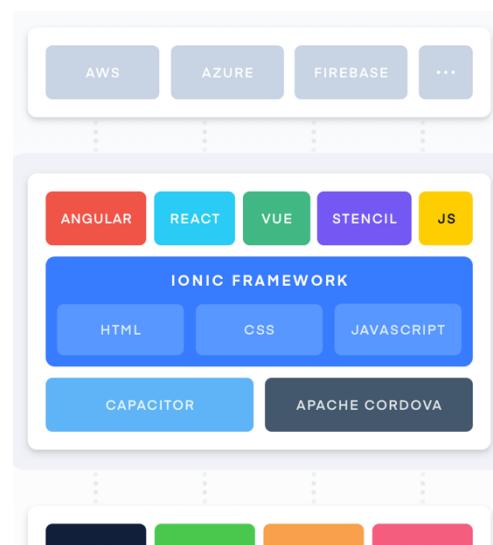 AWS AZURE FIREBASE ...
ANGULAR REACT VUE STENCIL JS
IONIC FRAMEWORK
HTML CSS JAVASCRIPT
CAPACITOR APACHE CORDOVA